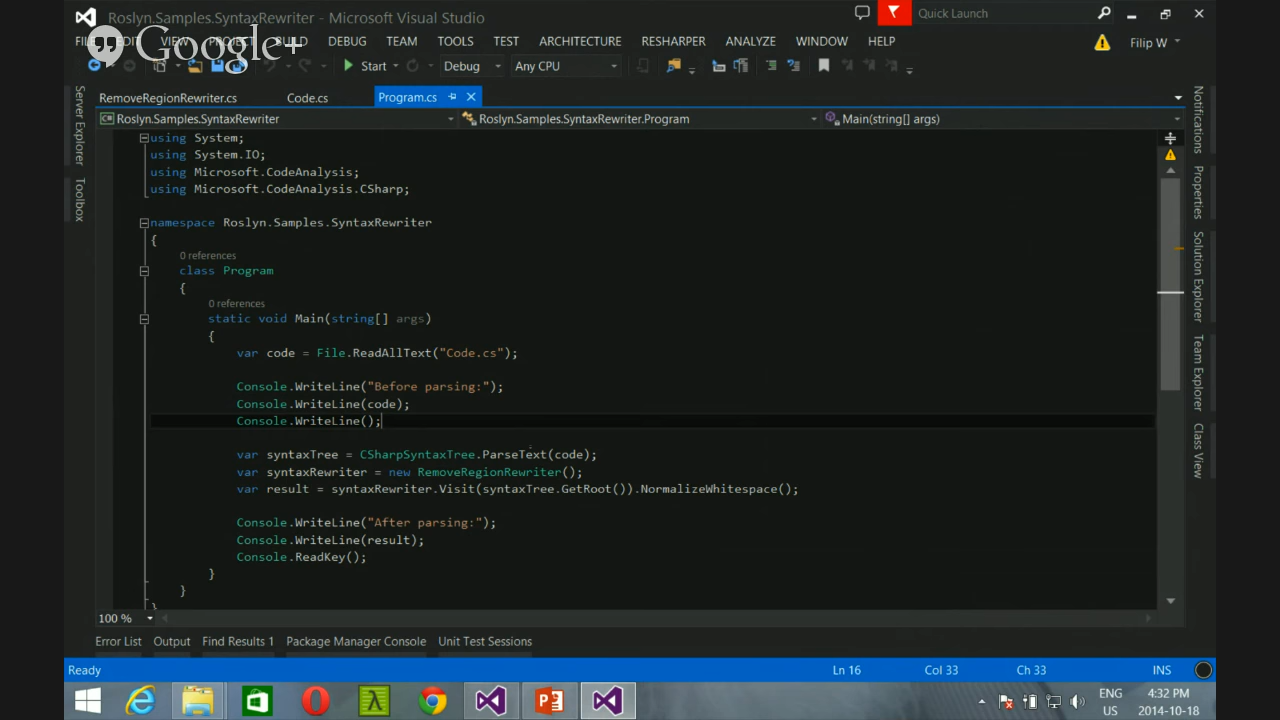 Roslyn.Samples.SyntaxRewriter - Microsoft Visual Studio
Quick Launch
FILE EDIT VIEW PROJECT BUILD DEBUG TEAM TOOLS TEST ARCHITECTURE RESHARPER ANALYZE WINDOW HELP
Filip W
Google+
Start Debug Any CPU
RemoveRegionRewriter.cs Code.cs Program.cs
Roslyn.Samples.SyntaxRewriter Roslyn.Samples.SyntaxRewriter.Program Main(string[] args)
using System;
using System.IO;
using Microsoft.CodeAnalysis;
using Microsoft.CodeAnalysis.CSharp;
namespace Roslyn.Samples.SyntaxRewriter
{
0 references
class Program
{
0 references
static void Main(string[] args)
{
var code = File.ReadAllText("Code.cs");
Console.WriteLine("Before parsing:");
Console.WriteLine(code);
Console.WriteLine();
var syntaxTree = CSharpSyntaxTree.ParseText(code);
var syntaxRewriter = new RemoveRegionRewriter();
var result = syntaxRewriter.Visit(syntaxTree.GetRoot()).NormalizeWhitespace();
Console.WriteLine("After parsing:");
Console.WriteLine(result);
Console.ReadKey();
}
}
}
Server Explorer
Toolbox
Notifications
Properties
Solution Explorer
Team Explorer
Class View
100 %
Error List Output Find Results 1 Package Manager Console Unit Test Sessions
Ready Ln 16 Col 33 Ch 33 INS
ENG
US
4:32 PM
2014-10-18